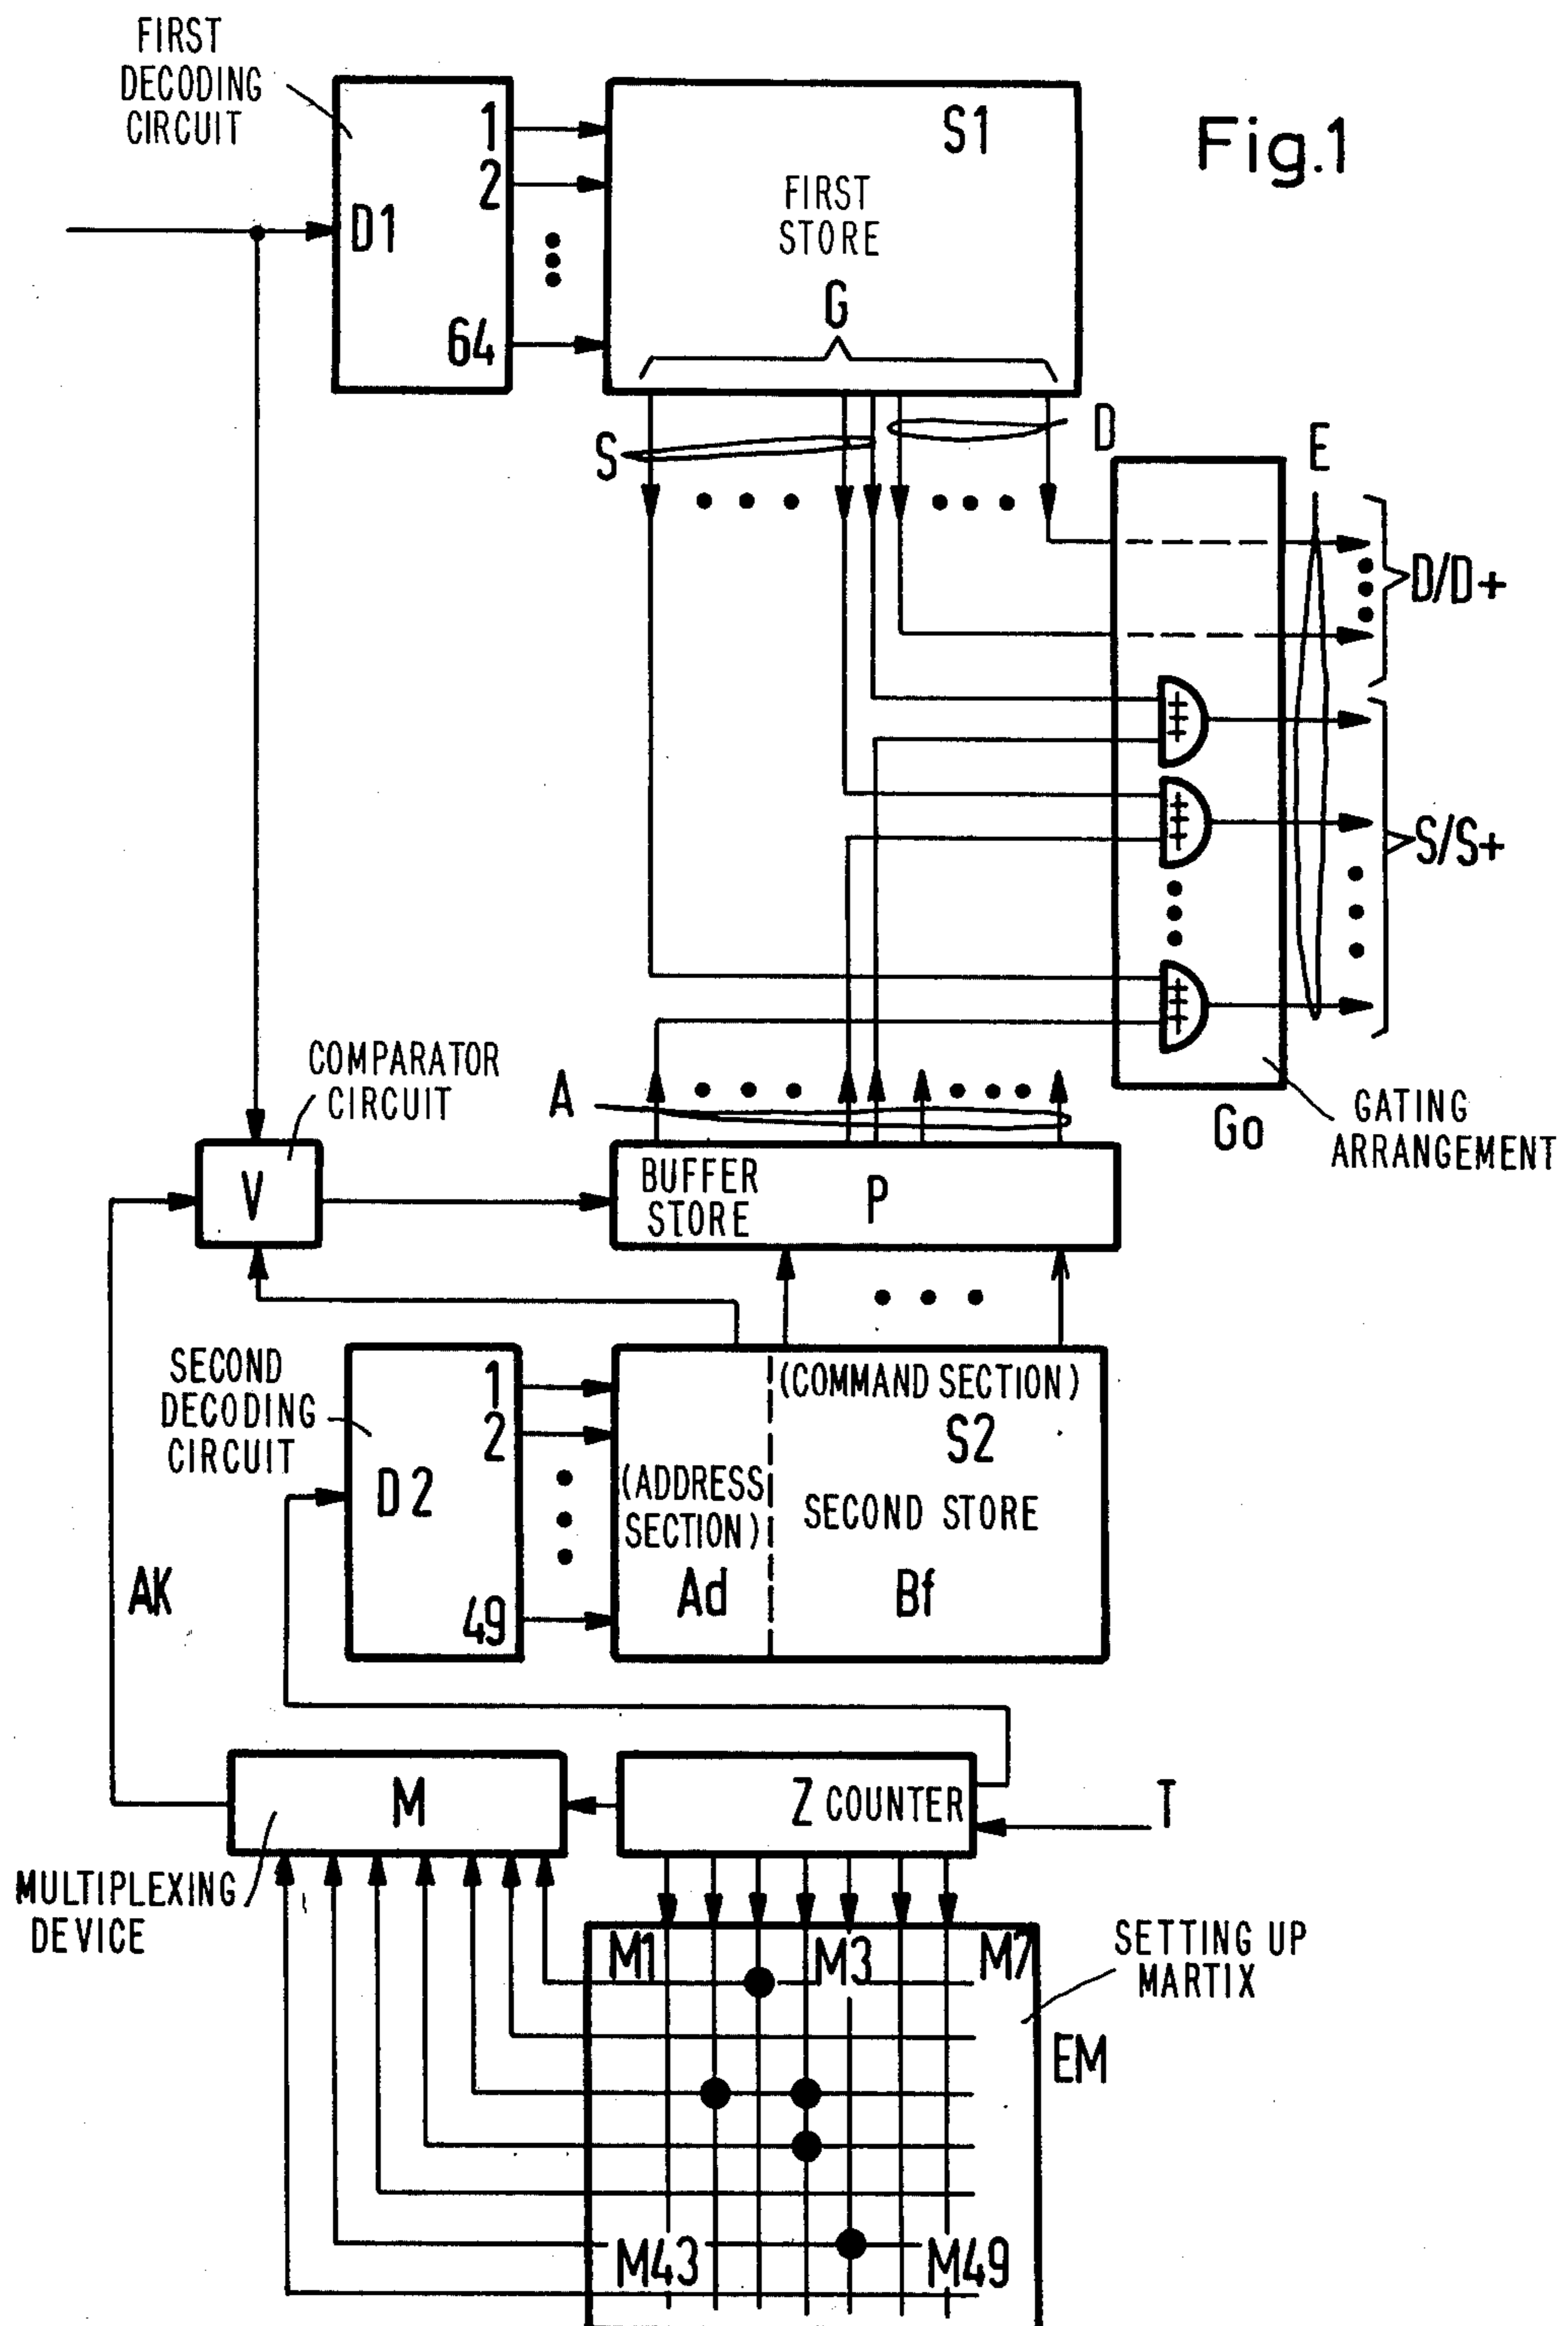 Fig.1
FIRST
DECODING
CIRCUIT
D1
1
2
64
S1
FIRST
STORE
G
S
D
E
D/D+
S/S+
COMPARATOR
CIRCUIT
A
Go
GATING
ARRANGEMENT
V
BUFFER
STORE
P
SECOND
DECODING
CIRCUIT
D2
1
2
49
(COMMAND SECTION)
S2
(ADDRESS
SECTION)
SECOND STORE
Ad
Bf
AK
M
Z COUNTER
T
MULTIPLEXING
DEVICE
M1
M3
M7
SETTING UP
MARTIX
EM
M43
M49